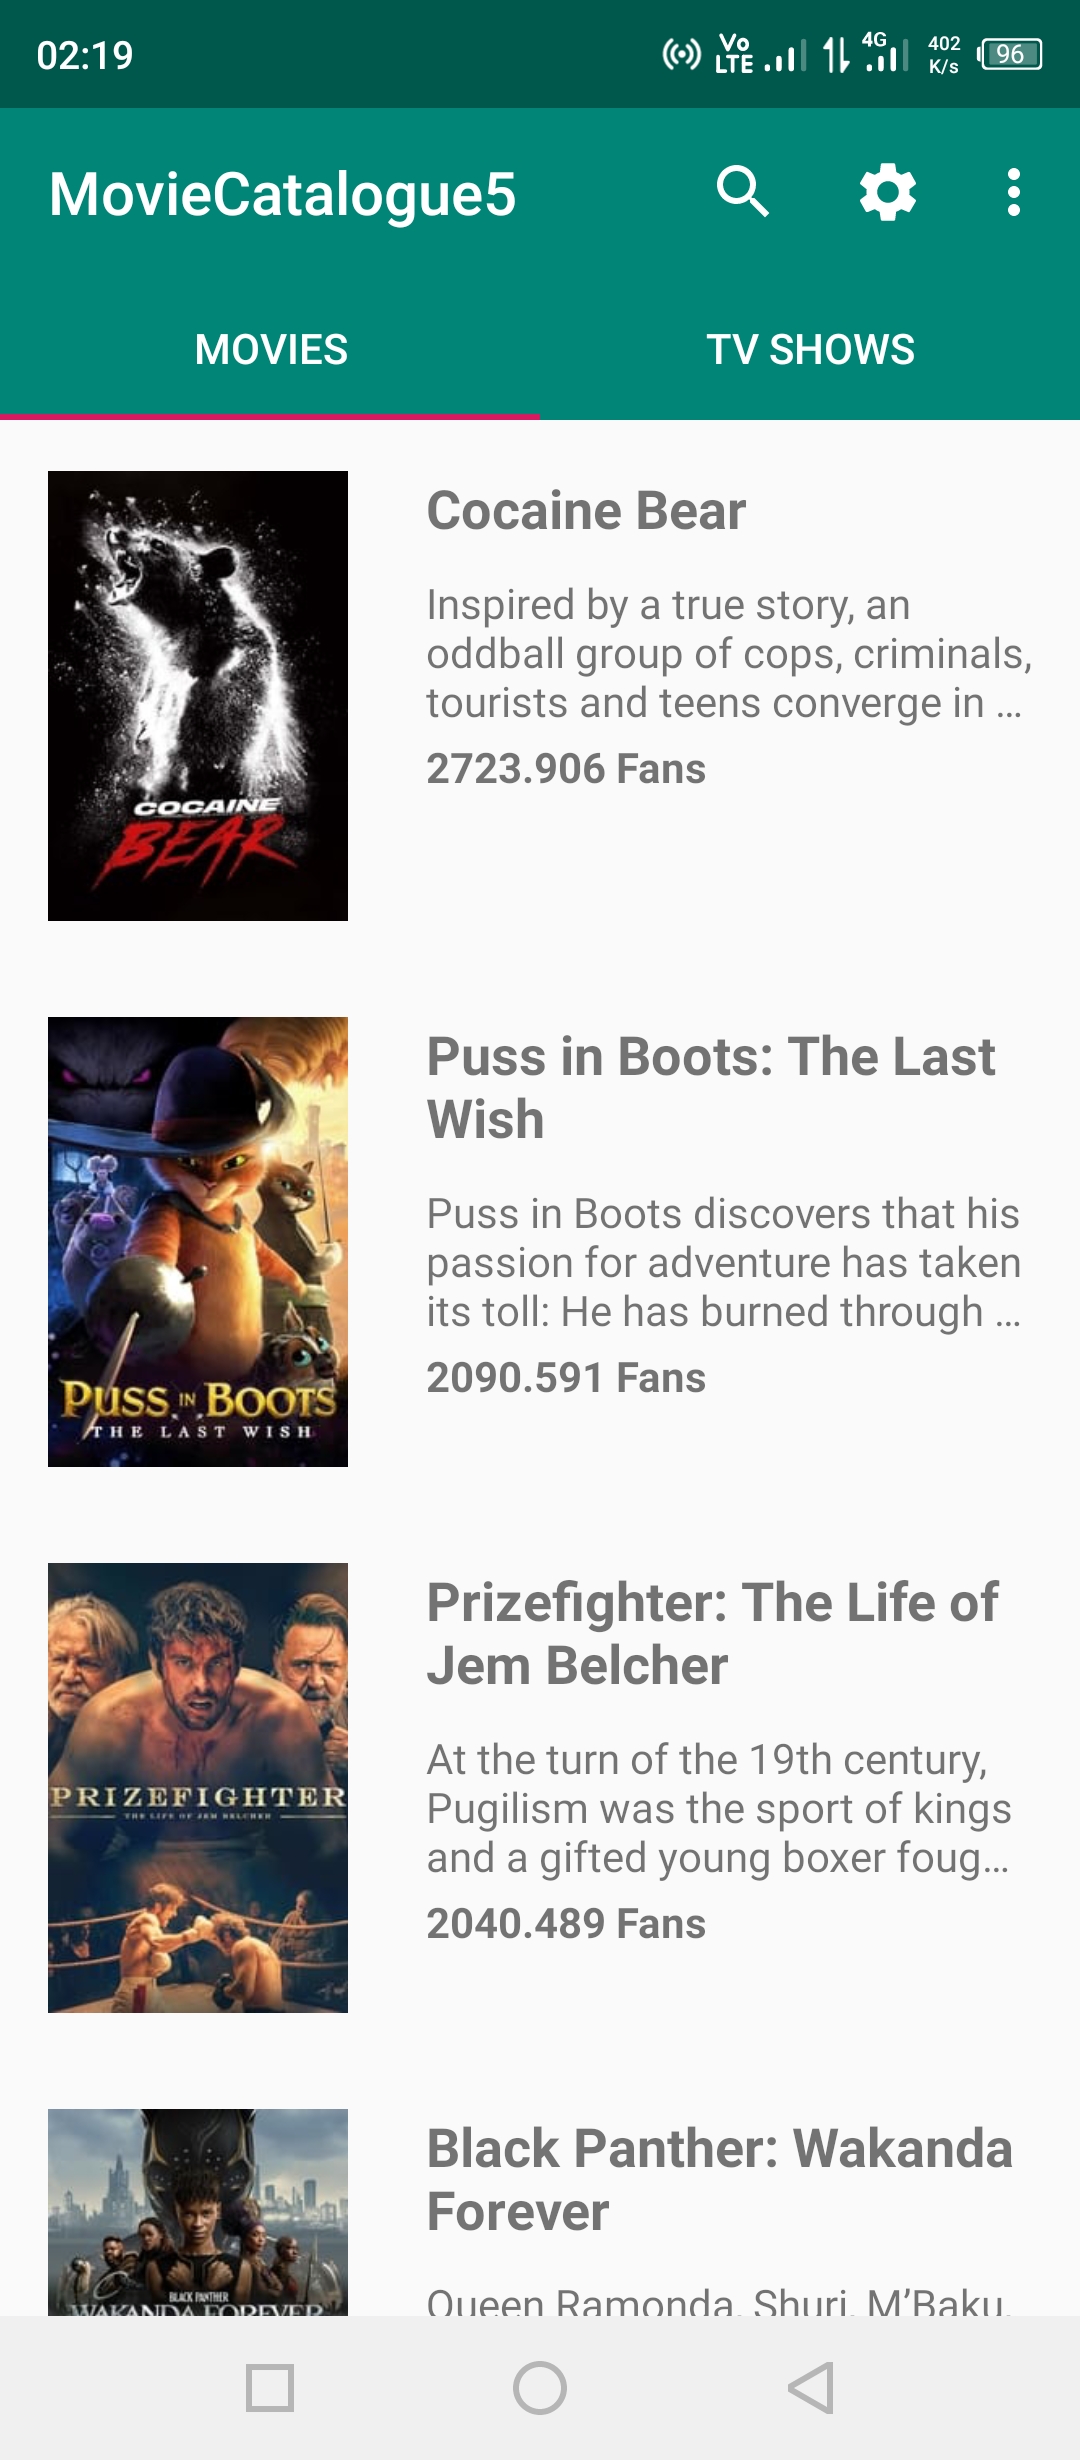 02:19
Vo
LTE
4G
402
K/s
96
MovieCatalogue5
MOVIES
TV SHOWS
COCAINE
BEAR
Cocaine Bear
Inspired by a true story, an
oddball group of cops, criminals,
tourists and teens converge in ...
2723.906 Fans
PUSS IN BOOTS
THE LAST WISH
Puss in Boots: The Last
Wish
Puss in Boots discovers that his
passion for adventure has taken
its toll: He has burned through ...
2090.591 Fans
PRIZEFIGHTER
THE LIFE OF JEM BELCHER
Prizefighter: The Life of
Jem Belcher
At the turn of the 19th century,
Pugilism was the sport of kings
and a gifted young boxer foug...
2040.489 Fans
BLACK PANTHER
WAKANDA FOREVER
Black Panther: Wakanda
Forever
Queen Ramonda, Shuri, M’Baku,